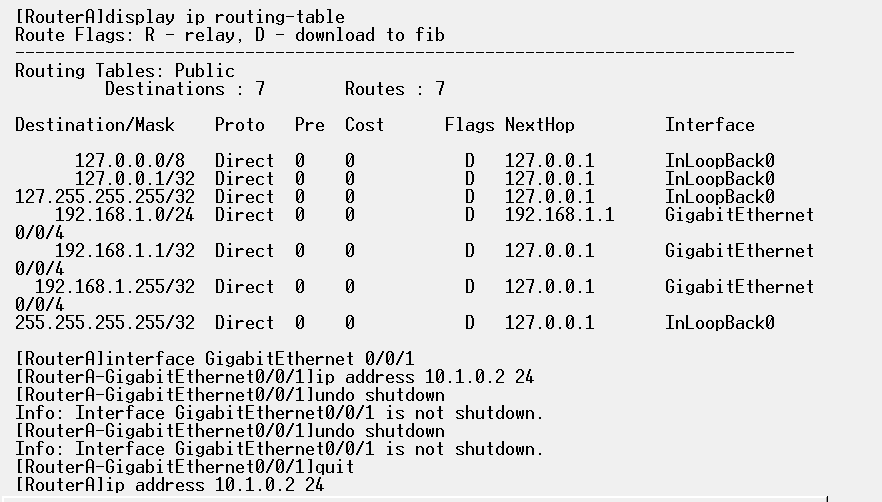 [RouterA]display ip routing-table
Route Flags: R - relay, D - download to fib
------------------------------------------------------------------------------
Routing Tables: Public
         Destinations : 7        Routes : 7

Destination/Mask    Proto   Pre  Cost      Flags NextHop         Interface

      127.0.0.0/8   Direct  0    0           D   127.0.0.1       InLoopBack0
      127.0.0.1/32  Direct  0    0           D   127.0.0.1       InLoopBack0
127.255.255.255/32  Direct  0    0           D   127.0.0.1       InLoopBack0
    192.168.1.0/24  Direct  0    0           D   192.168.1.1     GigabitEthernet
0/0/4
    192.168.1.1/32  Direct  0    0           D   127.0.0.1       GigabitEthernet
0/0/4
  192.168.1.255/32  Direct  0    0           D   127.0.0.1       GigabitEthernet
0/0/4
255.255.255.255/32  Direct  0    0           D   127.0.0.1       InLoopBack0

[RouterA]interface GigabitEthernet 0/0/1
[RouterA-GigabitEthernet0/0/1]ip address 10.1.0.2 24
[RouterA-GigabitEthernet0/0/1]undo shutdown
Info: Interface GigabitEthernet0/0/1 is not shutdown.
[RouterA-GigabitEthernet0/0/1]undo shutdown
Info: Interface GigabitEthernet0/0/1 is not shutdown.
[RouterA-GigabitEthernet0/0/1]quit
[RouterA]ip address 10.1.0.2 24